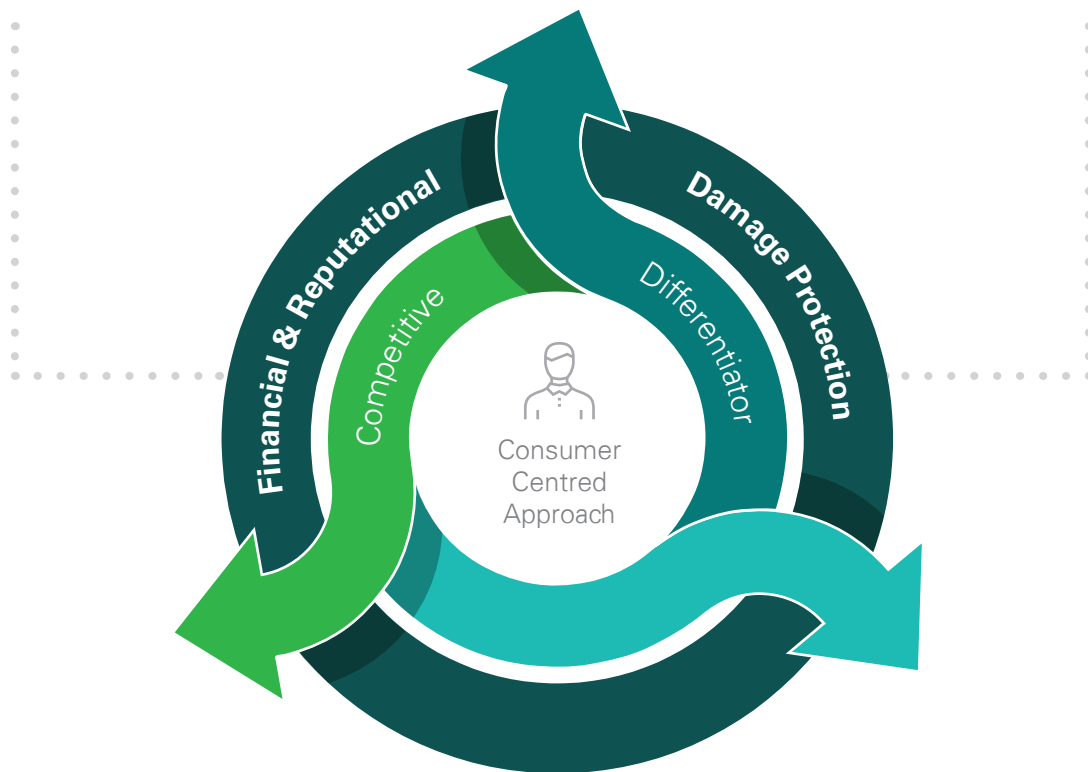 Financial & Reputational
Damage Protection
Competitive
Differentiator
Consumer
Centred
Approach